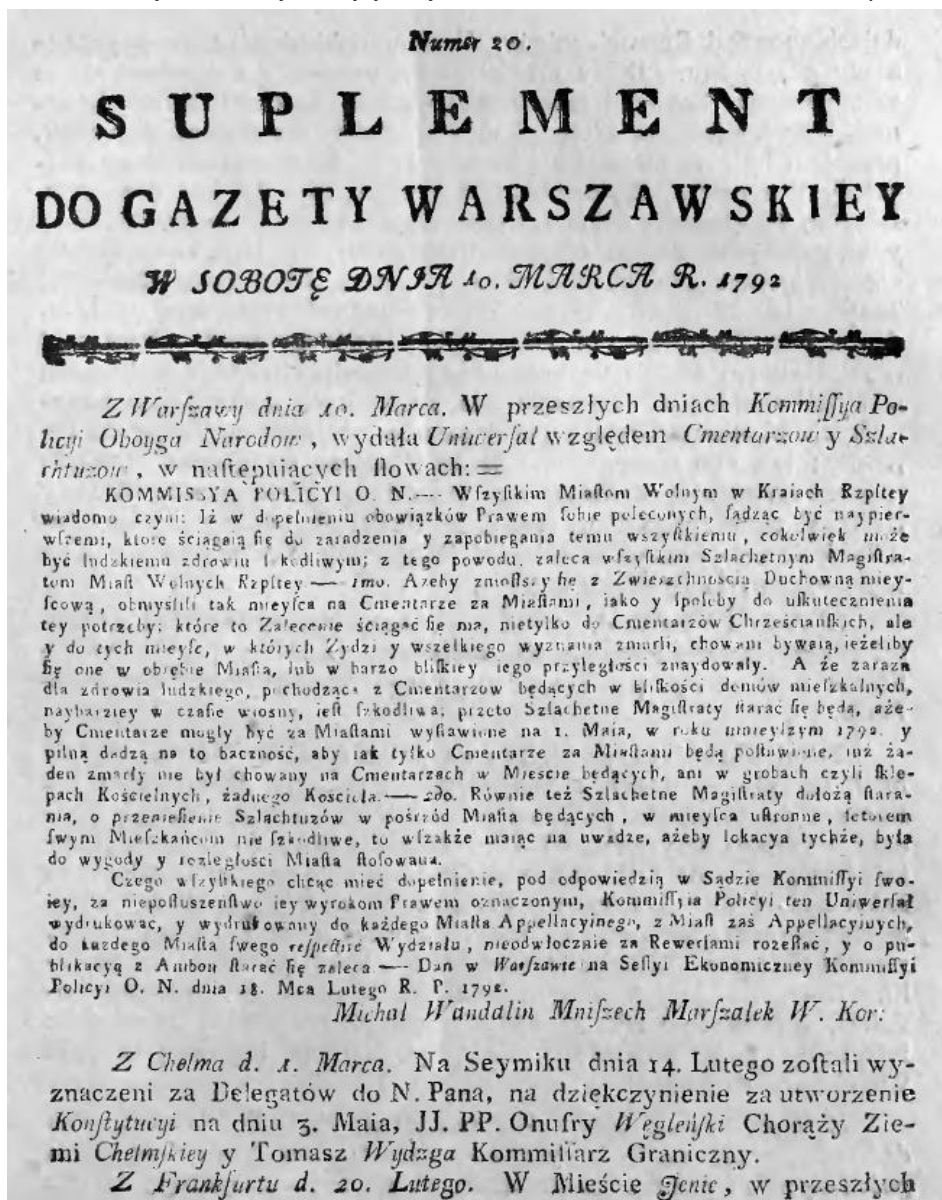 Numer 20.
SUPLEMENT
DO GAZETY WARSZAWSKIEY
W SOBOTĘ DNIA 10. MARCA R. 1792
Z Warſzawy dnia 10. Marca. W przeszłych dniach Kommiſſya Po-
licyi Oboyga Narodow, wydała Uniwerſał względem Cmentarzow y Szla-
chtuzow, w naſtępuiących ſłowach: =
KOMMISSYA POLICYI O. N.—— Wſzyſtkim Miaſtom Wolnym w Kraiach Rzpltey
wiadomo czyni: Iż w dopełnieniu obowiązków Prawem ſobie poleconych, ſądząc być naypier-
wſzemi, ktore ściągaią ſię do zaradzenia y zapobiegania temu wszyſtkiemu, cokolwiek może
być ludzkiemu zdrowiu ſzkodliwym; z tego powodu, zaleca wſzyſtkim Szlachetnym Magiſtra-
tom Miaſt Wolnych Rzpltey —— 1mo. Azeby znioſſzy ſię z Zwierzchnością Duchowną miey-
ſcową, obmyślili tak mieyſca na Cmentarze za Miaſtami, iako y ſpoſoby do uſkutecznienia
tey potrzeby; które to Zalecenie ściągać ſię ma, nietylko do Cmentarzów Chrześciańſkich, ale
y do tych mieyſc, w których Zydzi y wszelkiego wyznania zmarli, chowani bywaią, ieżeliby
ſię one w obrębie Miaſta, lub w barzo bliſkiey iego przyległości znaydowały. A że zaraza
dla zdrowia ludzkiego, pochodząca z Cmentarzow będących w bliſkości domów mieſzkalnych,
naybarziey w czaſie wiosny, ieſt ſzkodliwa; przeto Szlachetne Magiſtraty ſtarać ſię będą, aże-
by Cmentarze mogły być za Miaſtami wyſtawione na 1. Maia, w roku ninieyſzym 1792. y
pilną dadzą na to baczność, aby iak tylko Cmentarze za Miaſtami będą poſtawione, iuż ża-
den zmarły nie był chowany na Cmentarzach w Mieście będących, ani w grobach czyli ſkle-
pach Kościelnych, żadnego Kościoła.—— 2do. Równie też Szlachetne Magiſtraty dołożą ſtara-
nia, o przenieſienie Szlachtuzów w pośrzód Miaſta będących, w mieyſca uſtronne, fetorem
ſwym Mieſzkańcom nie ſzkodliwe, to wſzakże maiąc na uwadze, ażeby lokacya tychże, była
do wygody y rozległości Miaſta ſtoſowana.
Czego wſzyſtkiego chcąc mieć dopełnienie, pod odpowiedzią w Sądzie Kommiſſyi ſwo-
iey, za niepoſłuszeńſtwo iey wyrokom Prawem oznaczonym, Kommiſſya Policyi ten Uniwerſał
wydrukować, y wydrukowany do każdego Miaſta Appellacyinego, z Miaſt zaś Appellacyinych,
do każdego Miaſta ſwego reſpectivè Wydziału, nieodwłocznie za Rewerſami rozeſłać, y o pu-
blikacyą z Ambon ſtarać ſię zaleca.—— Dan w Warſzawie na Seſſyi Ekonomiczney Kommiſſyi
Policyi O. N. dnia 18. Mca Lutego R. P. 1792.
Michał Wandalin Mniſzech Marſzałek W. Kor:
Z Chełma d. 1. Marca. Na Seymiku dnia 14. Lutego zoſtali wy-
znaczeni za Delegatów do N. Pana, na dziękczynienie za utworzenie
Konſtytucyi na dniu 3. Maia, JJ. PP. Onufry Węgleńſki Chorąży Zie-
mi Chełmſkiey y Tomasz Wydzga Kommiſſarz Graniczny.
Z Frankfurtu d. 20. Lutego. W Mieście Jenie, w przeszłych